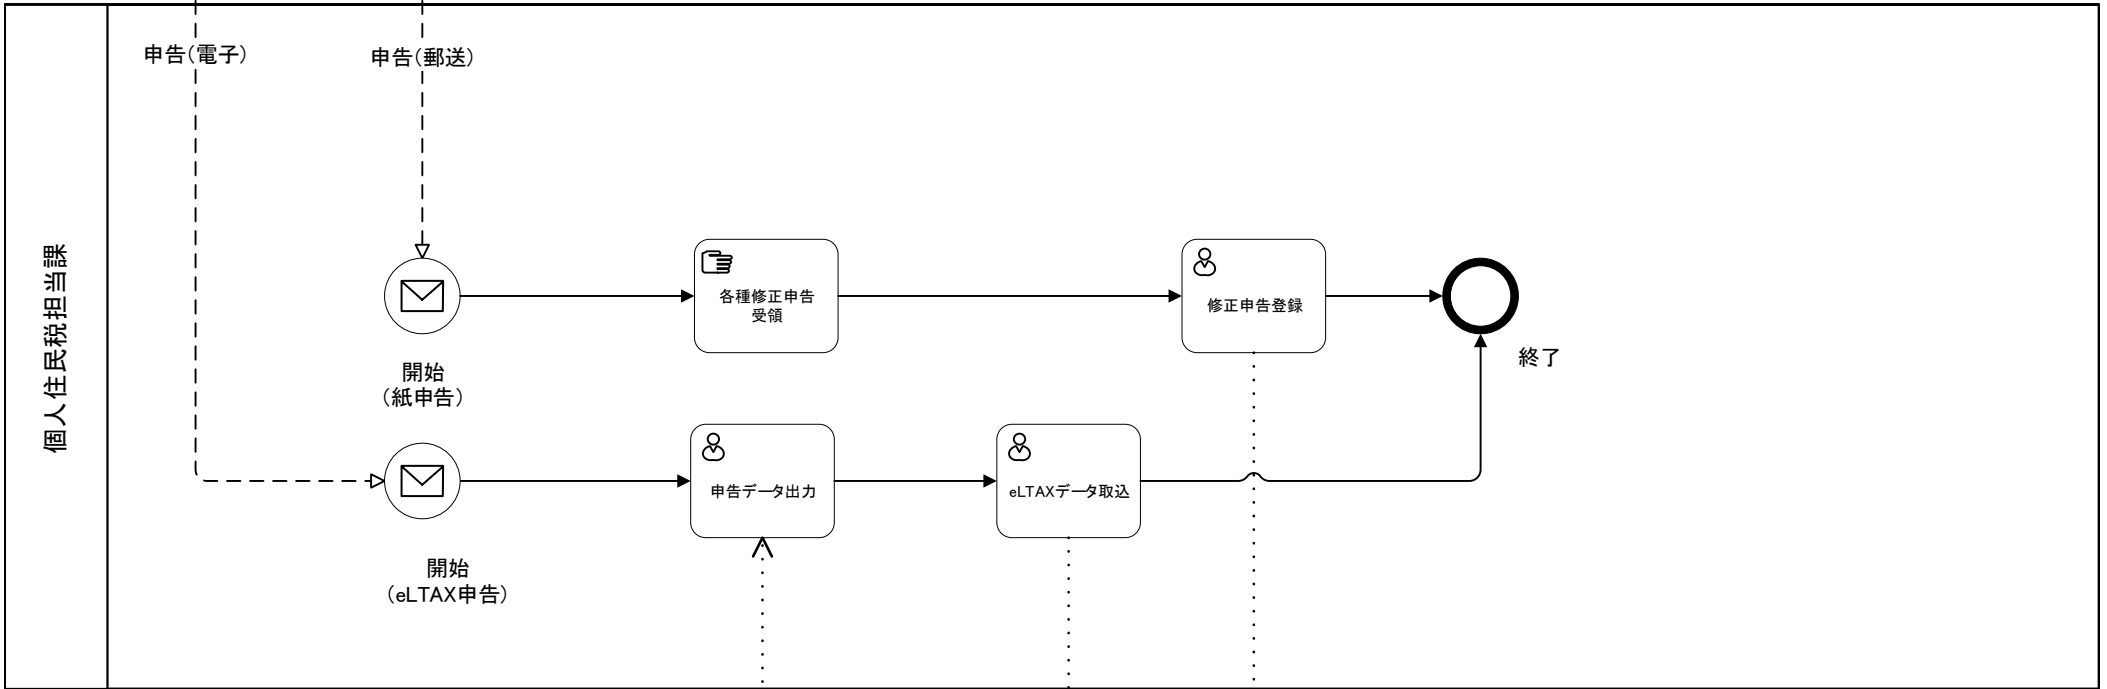 申告(電子)
申告(郵送)
個人住民税担当課
各種修正申告
受領
修正申告登録
開始
(紙申告)
終了
申告データ出力
eLTAXデータ取込
開始
(eLTAX申告)